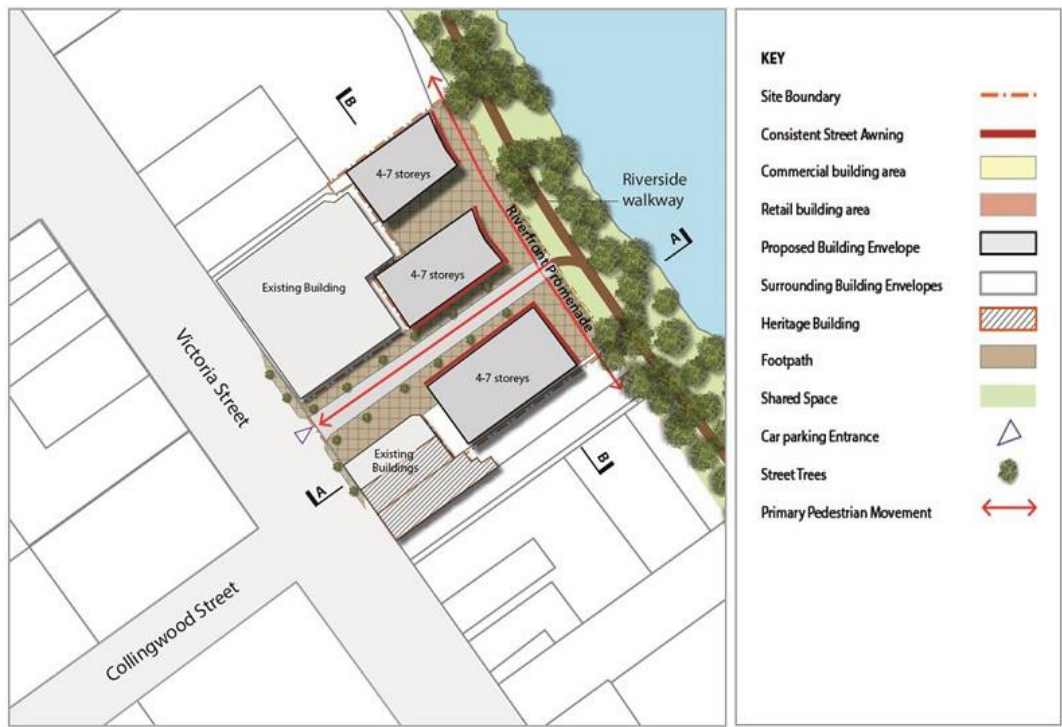 B
4-7 storeys
Riverside
walkway
A
4-7 storeys
Riverfront Promenade
Existing Building
4-7 storeys
Victoria Street
Existing
Buildings
A
B
Collingwood Street
KEY
Site Boundary
Consistent Street Awning
Commercial building area
Retail building area
Proposed Building Envelope
Surrounding Building Envelopes
Heritage Building
Footpath
Shared Space
Car parking Entrance
Street Trees
Primary Pedestrian Movement